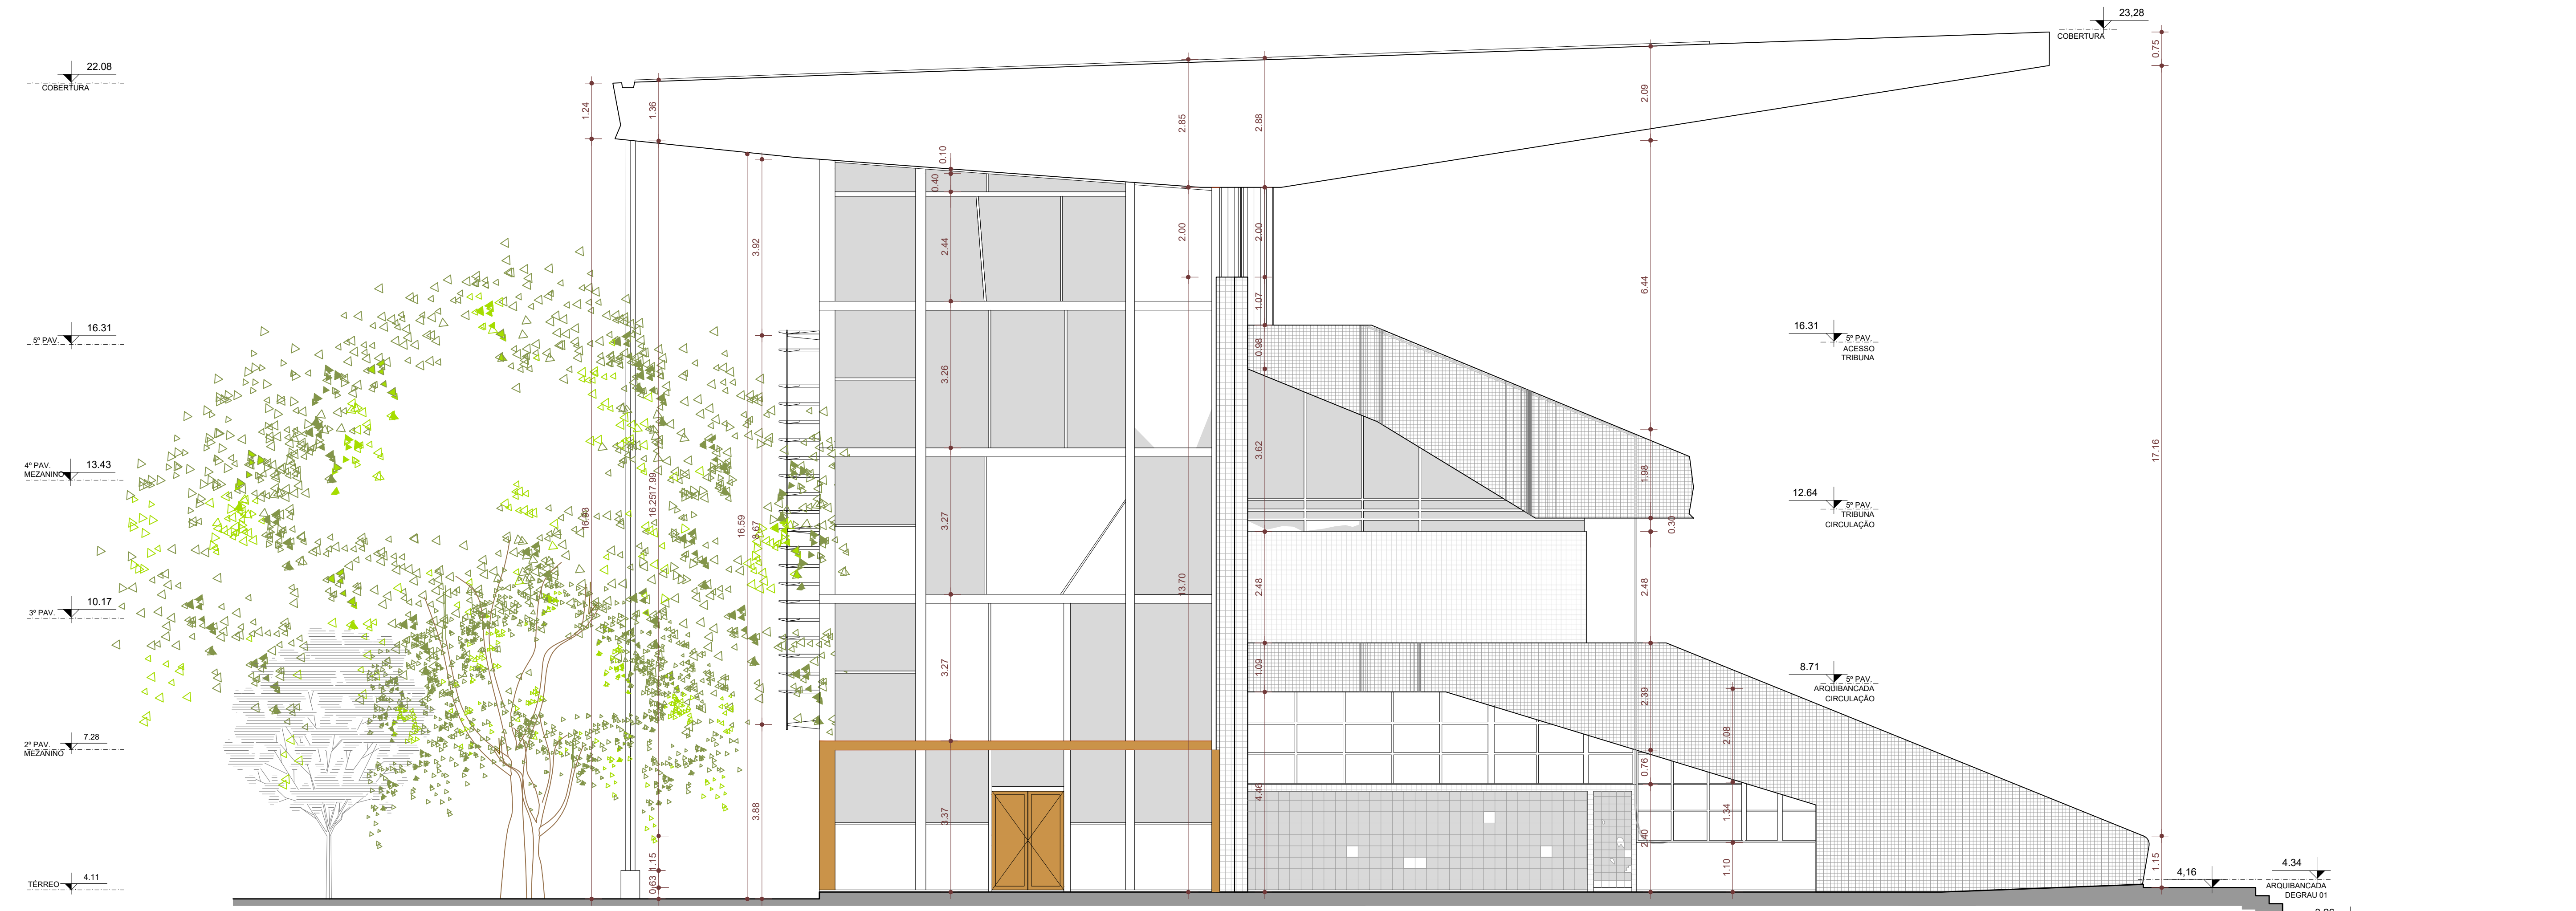 23,28
COBERTURA
22.08
COBERTURA
0.75
1.24
1.36
2.85
2.88
2.09
0.10
0.40
3.92
2.44
2.00
2.00
1.07
6.44
16.31
5º PAV.
16.31
5º PAV.
ACESSO
TRIBUNA
0.98
3.26
3.62
17.16
13.43
4º PAV.
MEZANINO
1.98
12.64
5º PAV.
TRIBUNA
CIRCULAÇÃO
17.99
16.25
16.59
8.67
3.27
0.30
13.70
2.48
2.48
10.17
3º PAV.
3.27
1.09
2.39
8.71
5º PAV.
ARQUIBANCADA
CIRCULAÇÃO
2.08
7.28
2º PAV.
MEZANINO
0.76
4.46
3.88
3.37
1.34
2.40
1.10
1.15
0.63
1.15
4.11
TÉRREO
4,16
4.34
ARQUIBANCADA
DEGRAU 01